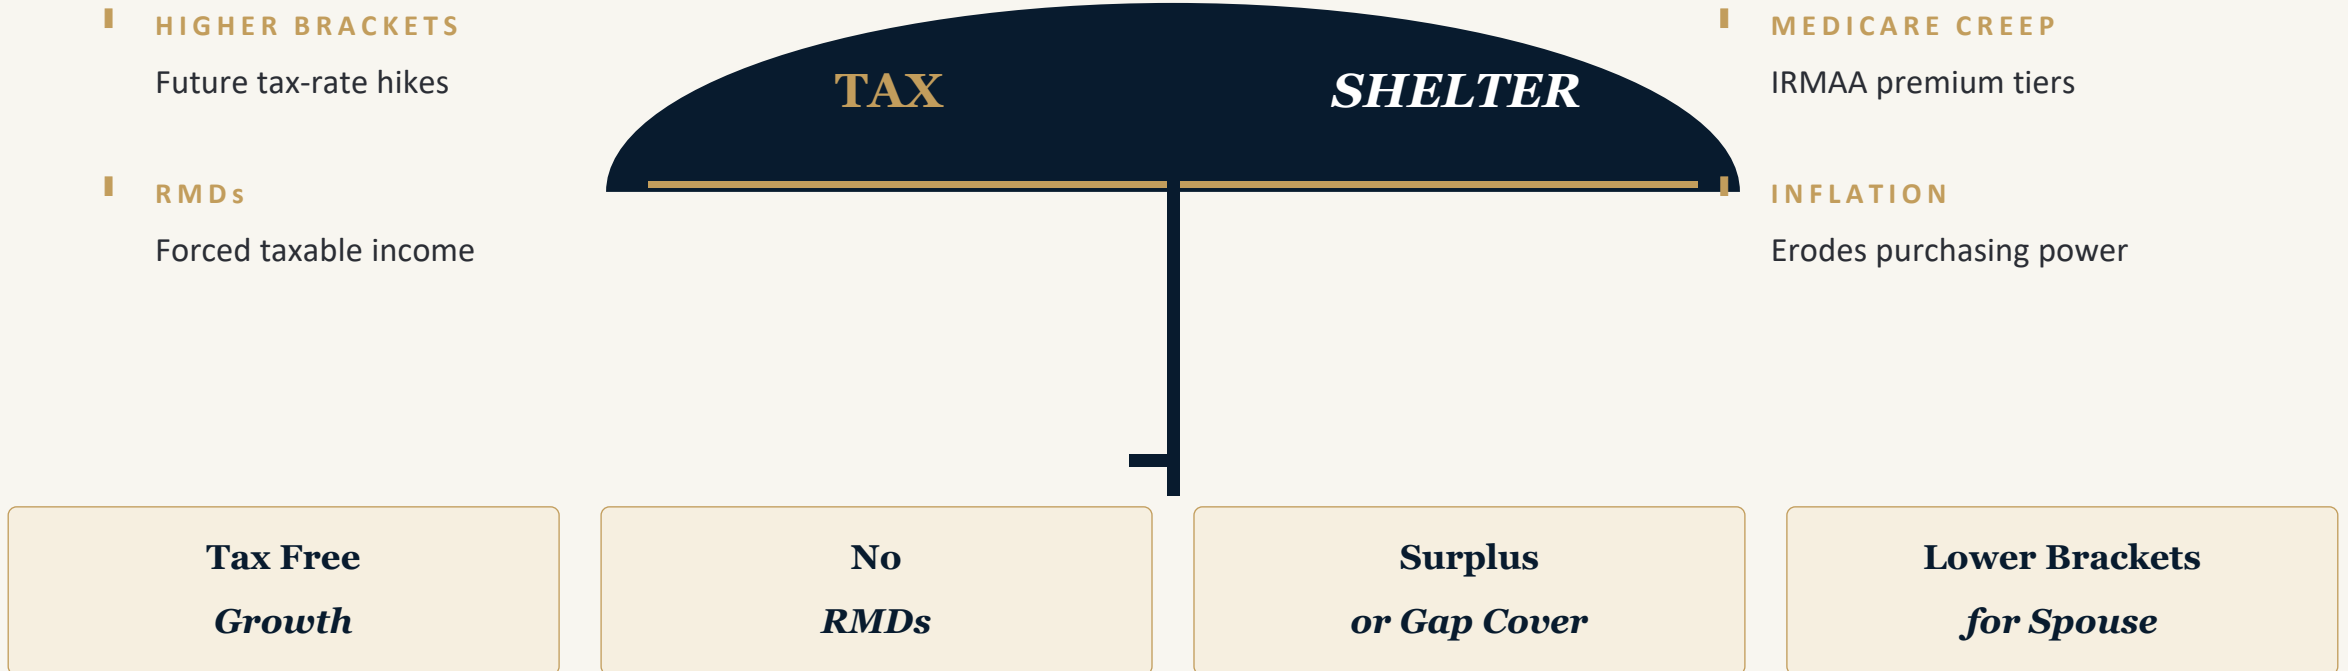 HIGHER BRACKETS
Future tax-rate hikes
RMDs
Forced taxable income
TAX SHELTER
MEDICARE CREEP
IRMAA premium tiers
INFLATION
Erodes purchasing power
Tax Free
Growth
No
RMDs
Surplus
or Gap Cover
Lower Brackets
for Spouse